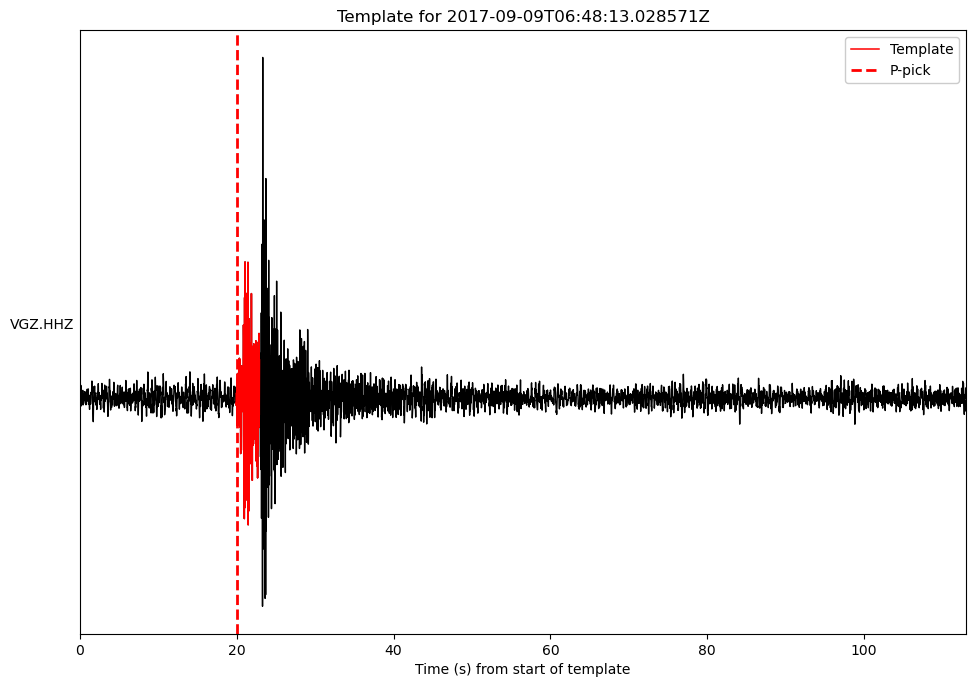 Template for 2017-09-09T06:48:13.028571Z
Template
P-pick
VGZ.HHZ
0 20 40 60 80 100
Time (s) from start of template